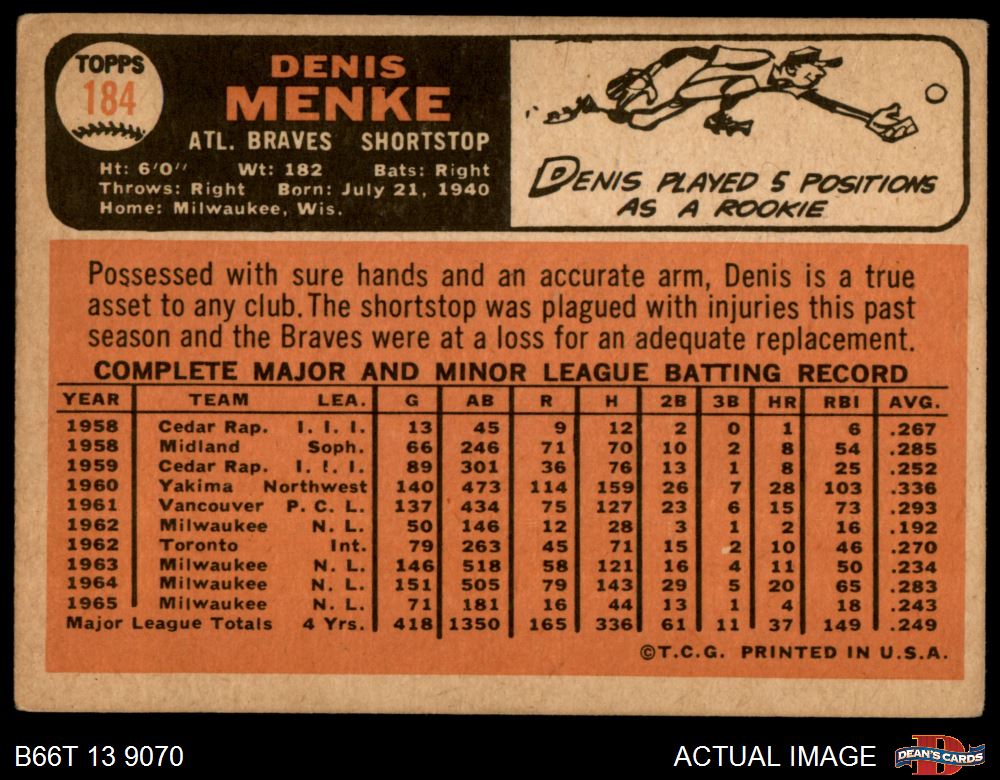 TOPPS
184
DENIS
MENKE
ATL. BRAVES SHORTSTOP
Ht: 6'0" Wt: 182 Bats: Right
Throws: Right Born: July 21, 1940
Home: Milwaukee, Wis.
DENIS PLAYED 5 POSITIONS
AS A ROOKIE
Possessed with sure hands and an accurate arm, Denis is a true
asset to any club. The shortstop was plagued with injuries this past
season and the Braves were at a loss for an adequate replacement.
COMPLETE MAJOR AND MINOR LEAGUE BATTING RECORD
YEAR TEAM LEA. G AB R H 2B 3B HR RBI AVG.
1958 Cedar Rap. I. I. I. 13 45 9 12 2 0 1 6 .267
1958 Midland Soph. 66 246 71 70 10 2 8 54 .285
1959 Cedar Rap. I. I. I. 89 301 36 76 13 1 8 25 .252
1960 Yakima Northwest 140 473 114 159 26 7 28 103 .336
1961 Vancouver P. C. L. 137 434 75 127 23 6 15 73 .293
1962 Milwaukee N. L. 50 146 12 28 3 1 2 16 .192
1962 Toronto Int. 79 263 45 71 15 2 10 46 .270
1963 Milwaukee N. L. 146 518 58 121 16 4 11 50 .234
1964 Milwaukee N. L. 151 505 79 143 29 5 20 65 .283
1965 Milwaukee N. L. 71 181 16 44 13 1 4 18 .243
Major League Totals 4 Yrs. 418 1350 165 336 61 11 37 149 .249
©T.C.G. PRINTED IN U.S.A.
B66T 13 9070
ACTUAL IMAGE
DEAN'S CARDS